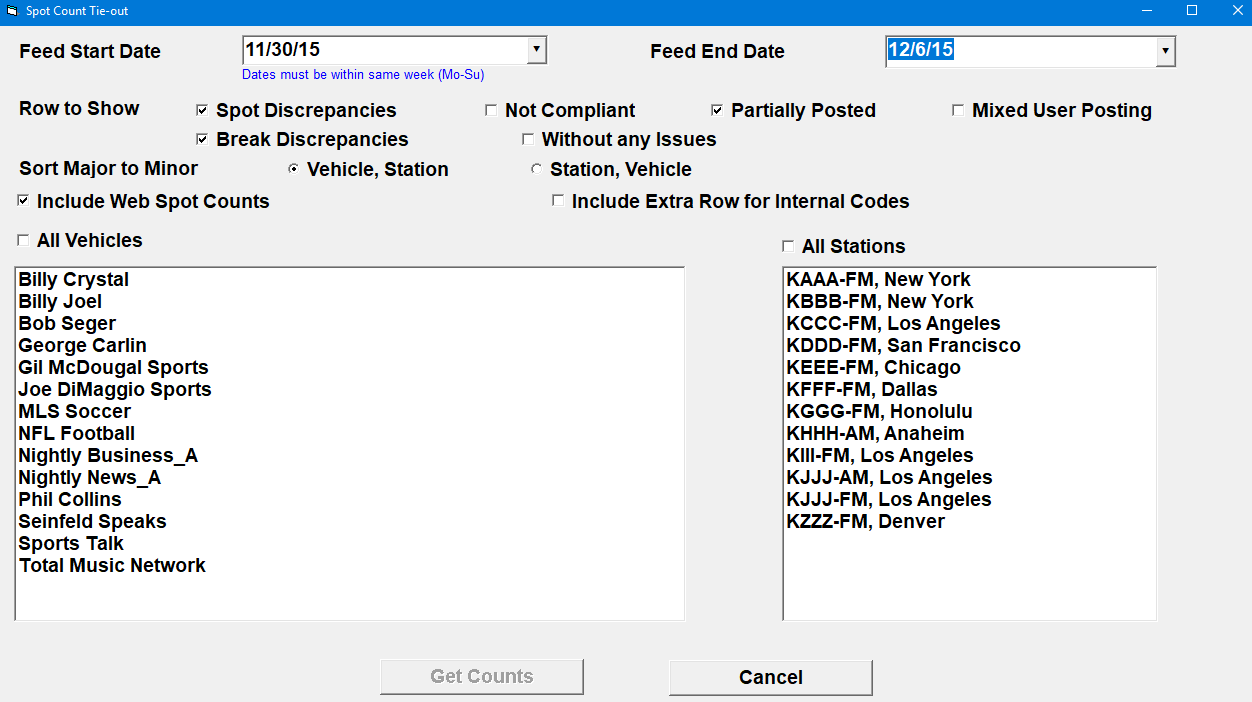 Spot Count Tie-out
Feed Start Date 11/30/15 Feed End Date 12/6/15
Dates must be within same week (Mo-Su)
Row to Show Spot Discrepancies Not Compliant Partially Posted Mixed User Posting
Break Discrepancies Without any Issues
Sort Major to Minor Vehicle, Station Station, Vehicle
Include Web Spot Counts Include Extra Row for Internal Codes
All Vehicles
Billy Crystal
Billy Joel
Bob Seger
George Carlin
Gil McDougal Sports
Joe DiMaggio Sports
MLS Soccer
NFL Football
Nightly Business_A
Nightly News_A
Phil Collins
Seinfeld Speaks
Sports Talk
Total Music Network
All Stations
KAAA-FM, New York
KBBB-FM, New York
KCCC-FM, Los Angeles
KDDD-FM, San Francisco
KEEE-FM, Chicago
KFFF-FM, Dallas
KGGG-FM, Honolulu
KHHH-AM, Anaheim
KIII-FM, Los Angeles
KJJJ-AM, Los Angeles
KJJJ-FM, Los Angeles
KZZZ-FM, Denver
Get Counts Cancel